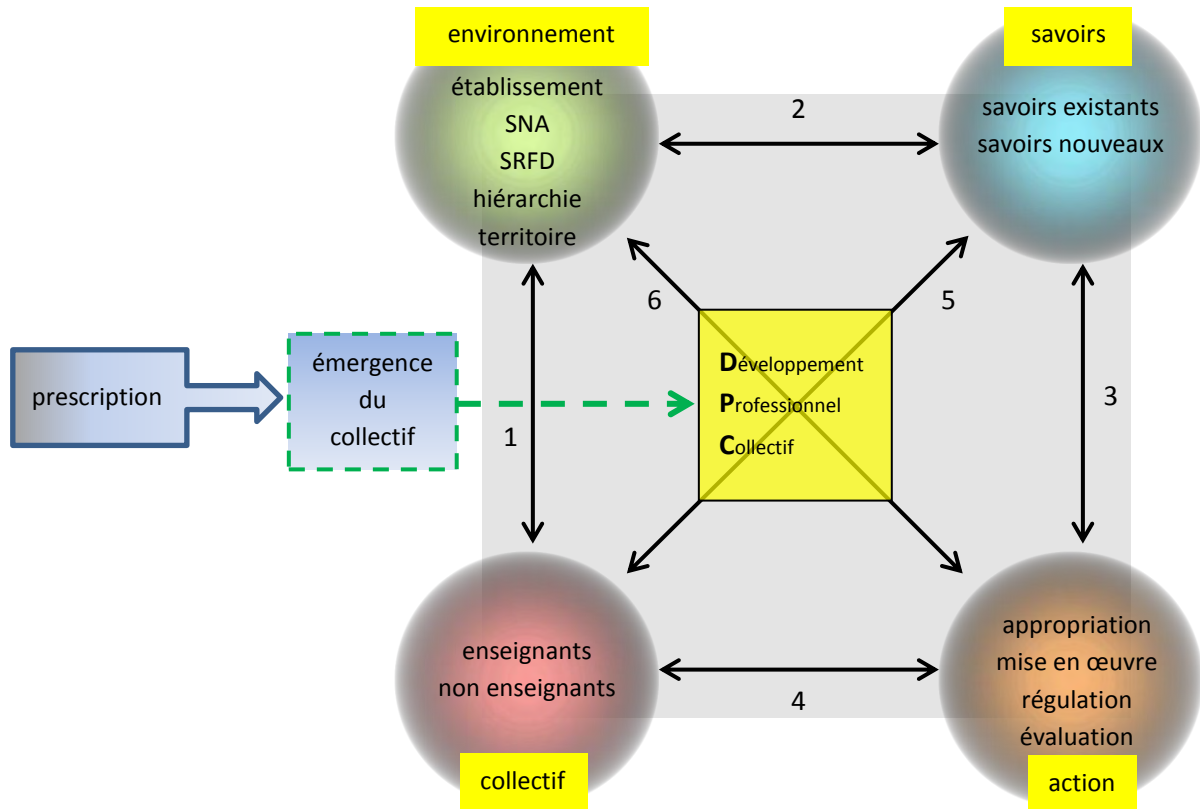 environnement
établissement
SNA
SRFD
hiérarchie
territoire
savoirs
savoirs existants
savoirs nouveaux
2
6
5
prescription
émergence
du
collectif
1
Développement
Professionnel
Collectif
3
enseignants
non enseignants
collectif
4
appropriation
mise en œuvre
régulation
évaluation
action